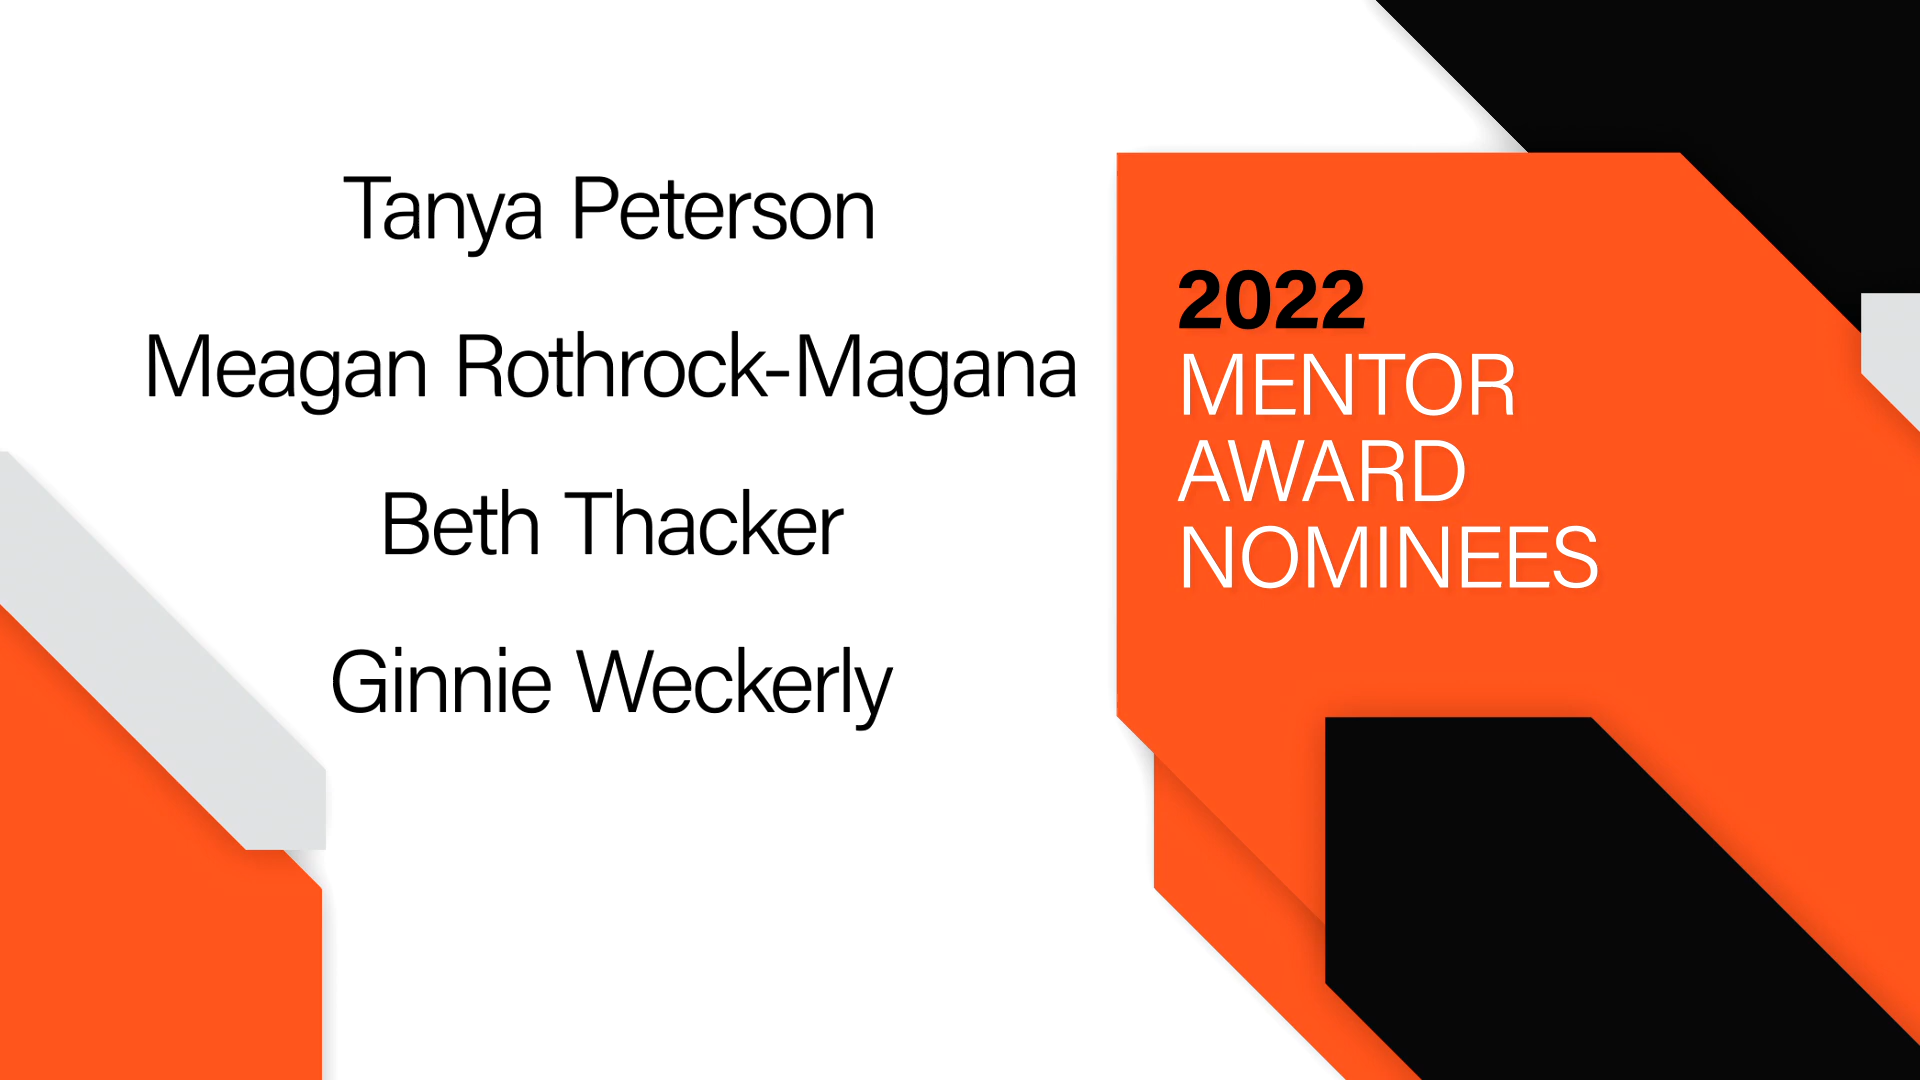 Tanya Peterson
Meagan Rothrock-Magana
Beth Thacker
Ginnie Weckerly
2022
MENTOR
AWARD
NOMINEES